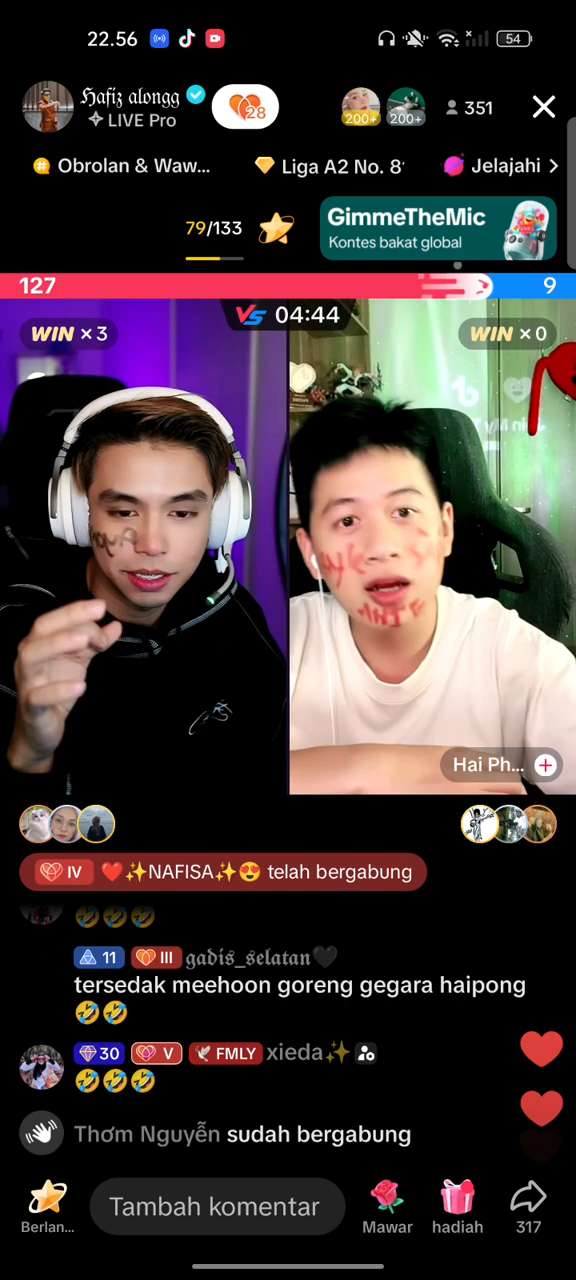 22.56
54
Hafiz alongg
LIVE Pro
28
200+
200+
351
Obrolan & Waw...
Liga A2 No. 8
Jelajahi
79/133
GimmeTheMic
Kontes bakat global
127
9
VS 04:44
WIN × 3
WIN × 0
ANJE
Hai Ph...
IV ❤️✨NAFISA✨😍 telah bergabung
🤣🤣🤣
11 III gadis_selatan🖤
tersedak meehoon goreng gegara haipong
🤣🤣
30 V FMLY xieda✨
🤣🤣🤣
Thơm Nguyễn sudah bergabung
Berlan...
Tambah komentar
Mawar
hadiah
317